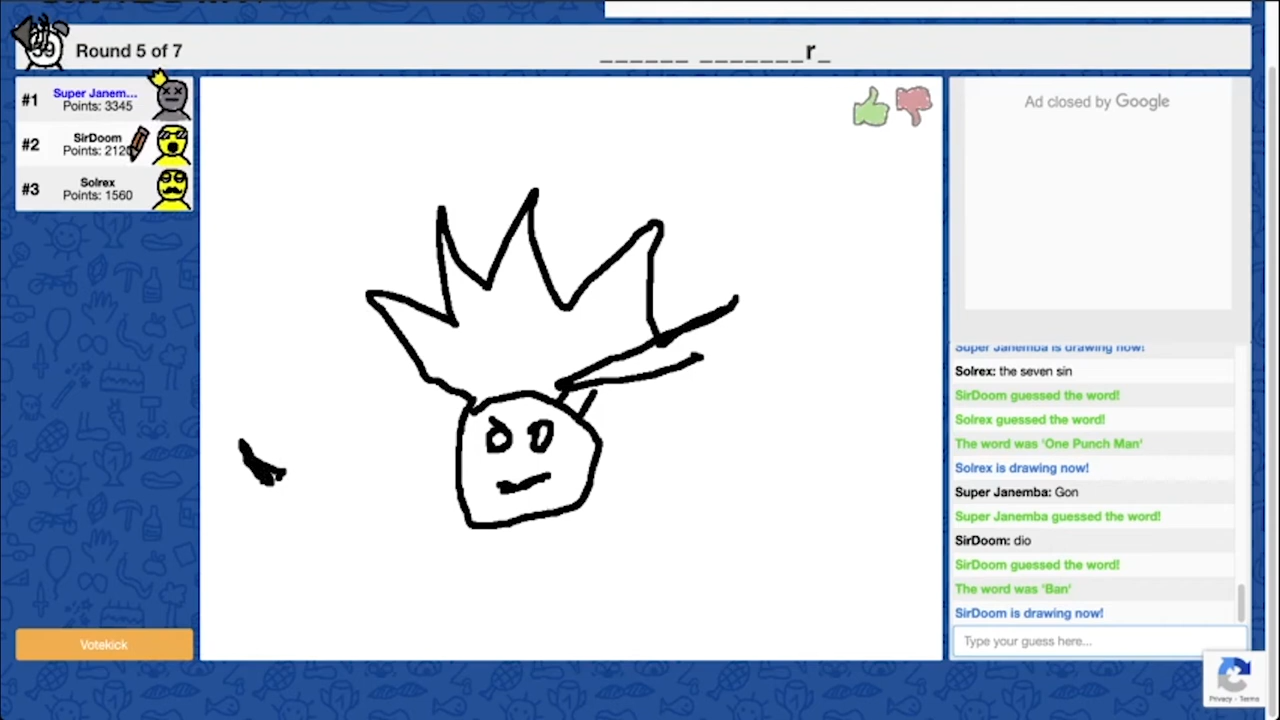 Round 5 of 7
______ _______r_
#1
Super Janem...
Points: 3345
#2
SirDoom
Points: 212
#3
Solrex
Points: 1560
Votekick
Ad closed by Google
Super Janemba is drawing now!
Solrex: the seven sin
SirDoom guessed the word!
Solrex guessed the word!
The word was 'One Punch Man'
Solrex is drawing now!
Super Janemba: Gon
Super Janemba guessed the word!
SirDoom: dio
SirDoom guessed the word!
The word was 'Ban'
SirDoom is drawing now!
Type your guess here...
Privacy - Terms